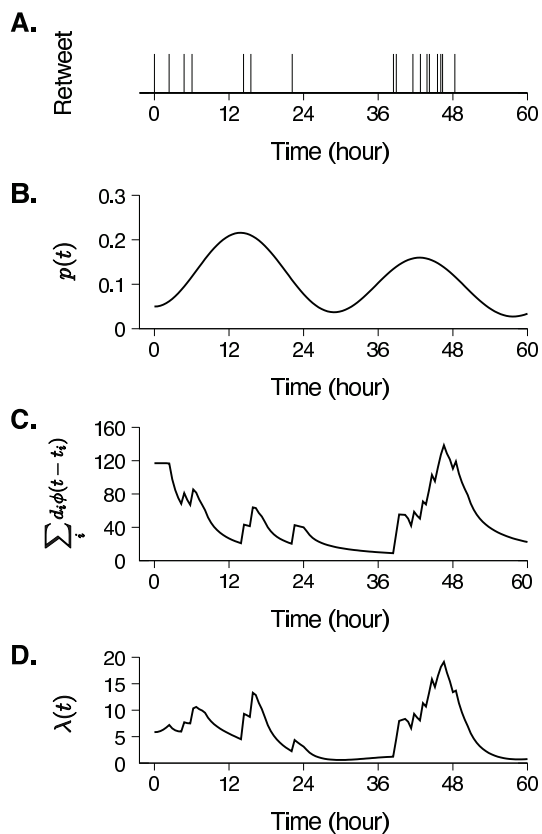 A.
Retweet
0 12 24 36 48 60
Time (hour)
B.
p(t)
0.3
0.2
0.1
0
0 12 24 36 48 60
Time (hour)
C.
∑ᵢ dᵢϕ(t − tᵢ)
160
120
80
40
0
0 12 24 36 48 60
Time (hour)
D.
λ(t)
20
15
10
5
0
0 12 24 36 48 60
Time (hour)